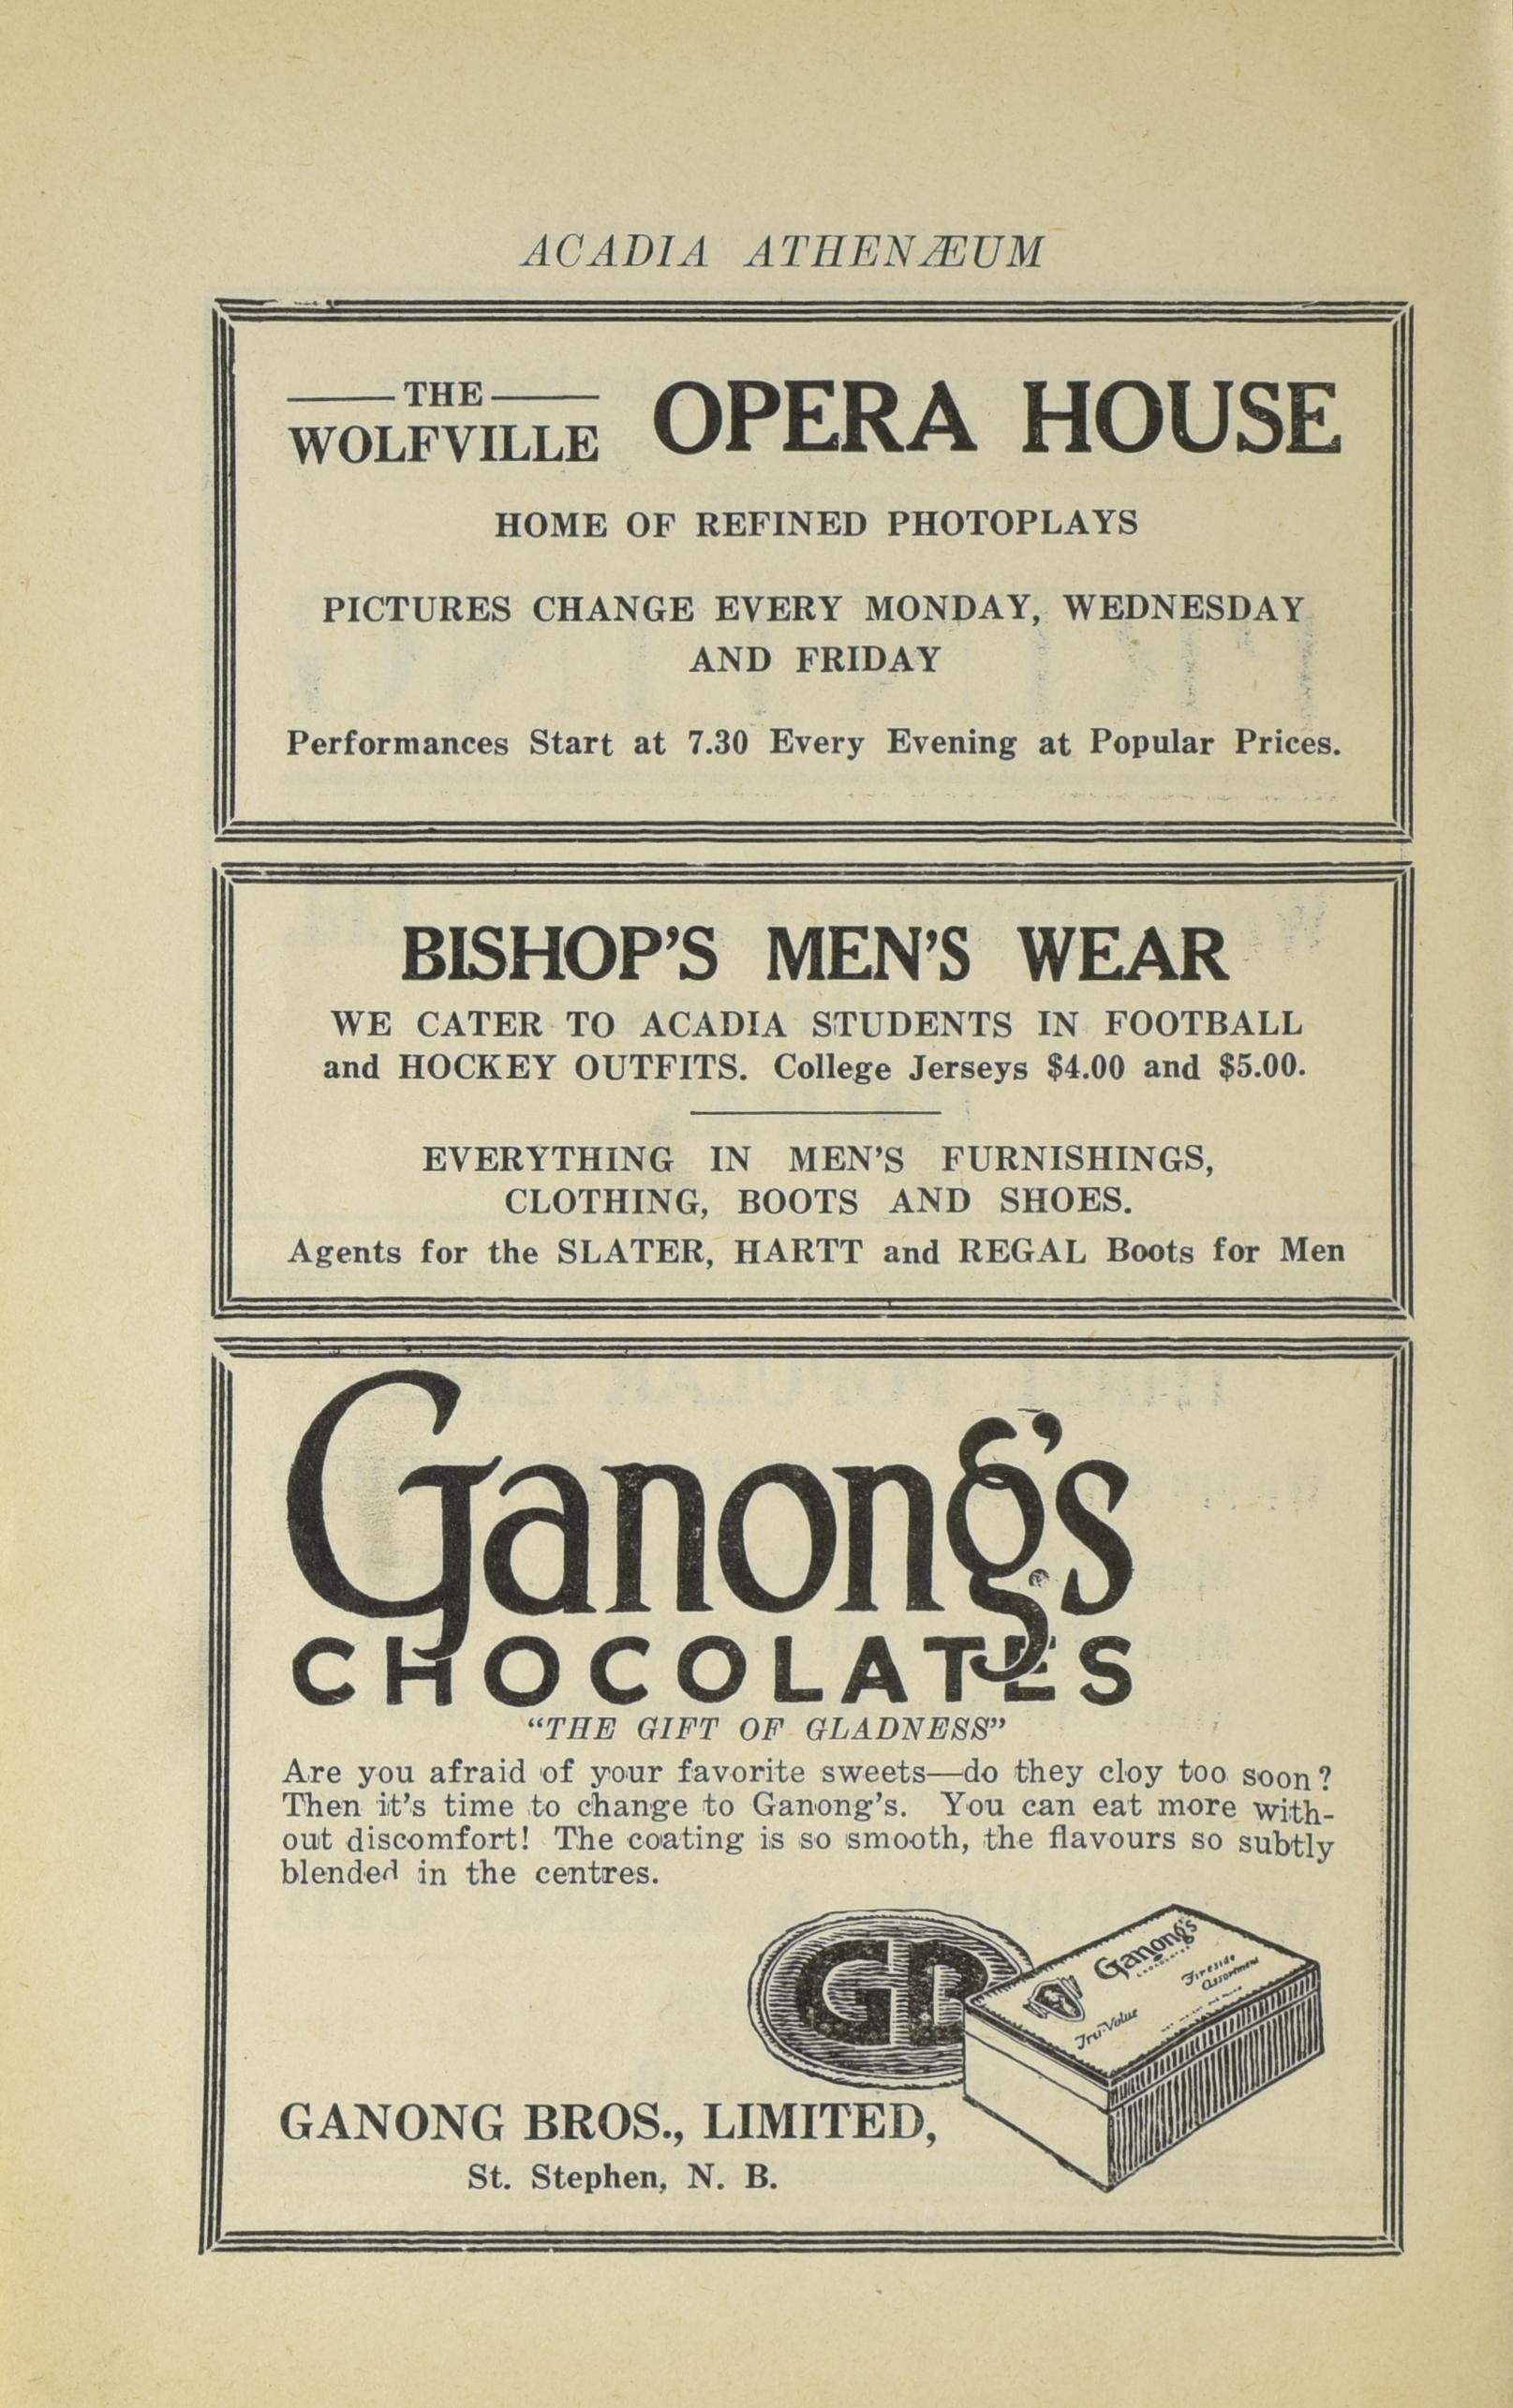 ACADIA ATHENÆUM
THE
WOLFVILLE
OPERA HOUSE
HOME OF REFINED PHOTOPLAYS
PICTURES CHANGE EVERY MONDAY, WEDNESDAY
AND FRIDAY
Performances Start at 7.30 Every Evening at Popular Prices.
BISHOP'S MEN'S WEAR
WE CATER TO ACADIA STUDENTS IN FOOTBALL
and HOCKEY OUTFITS. College Jerseys $4.00 and $5.00.
EVERYTHING IN MEN'S FURNISHINGS,
CLOTHING, BOOTS AND SHOES.
Agents for the SLATER, HARTT and REGAL Boots for Men
Ganong's
CHOCOLATES
"THE GIFT OF GLADNESS"
Are you afraid of your favorite sweets—do they cloy too soon?
Then it's time to change to Ganong's. You can eat more with-
out discomfort! The coating is so smooth, the flavours so subtly
blended in the centres.
GB
Ganong's
Fireside
Assortment
Tru-Value
GANONG BROS., LIMITED,
St. Stephen, N. B.